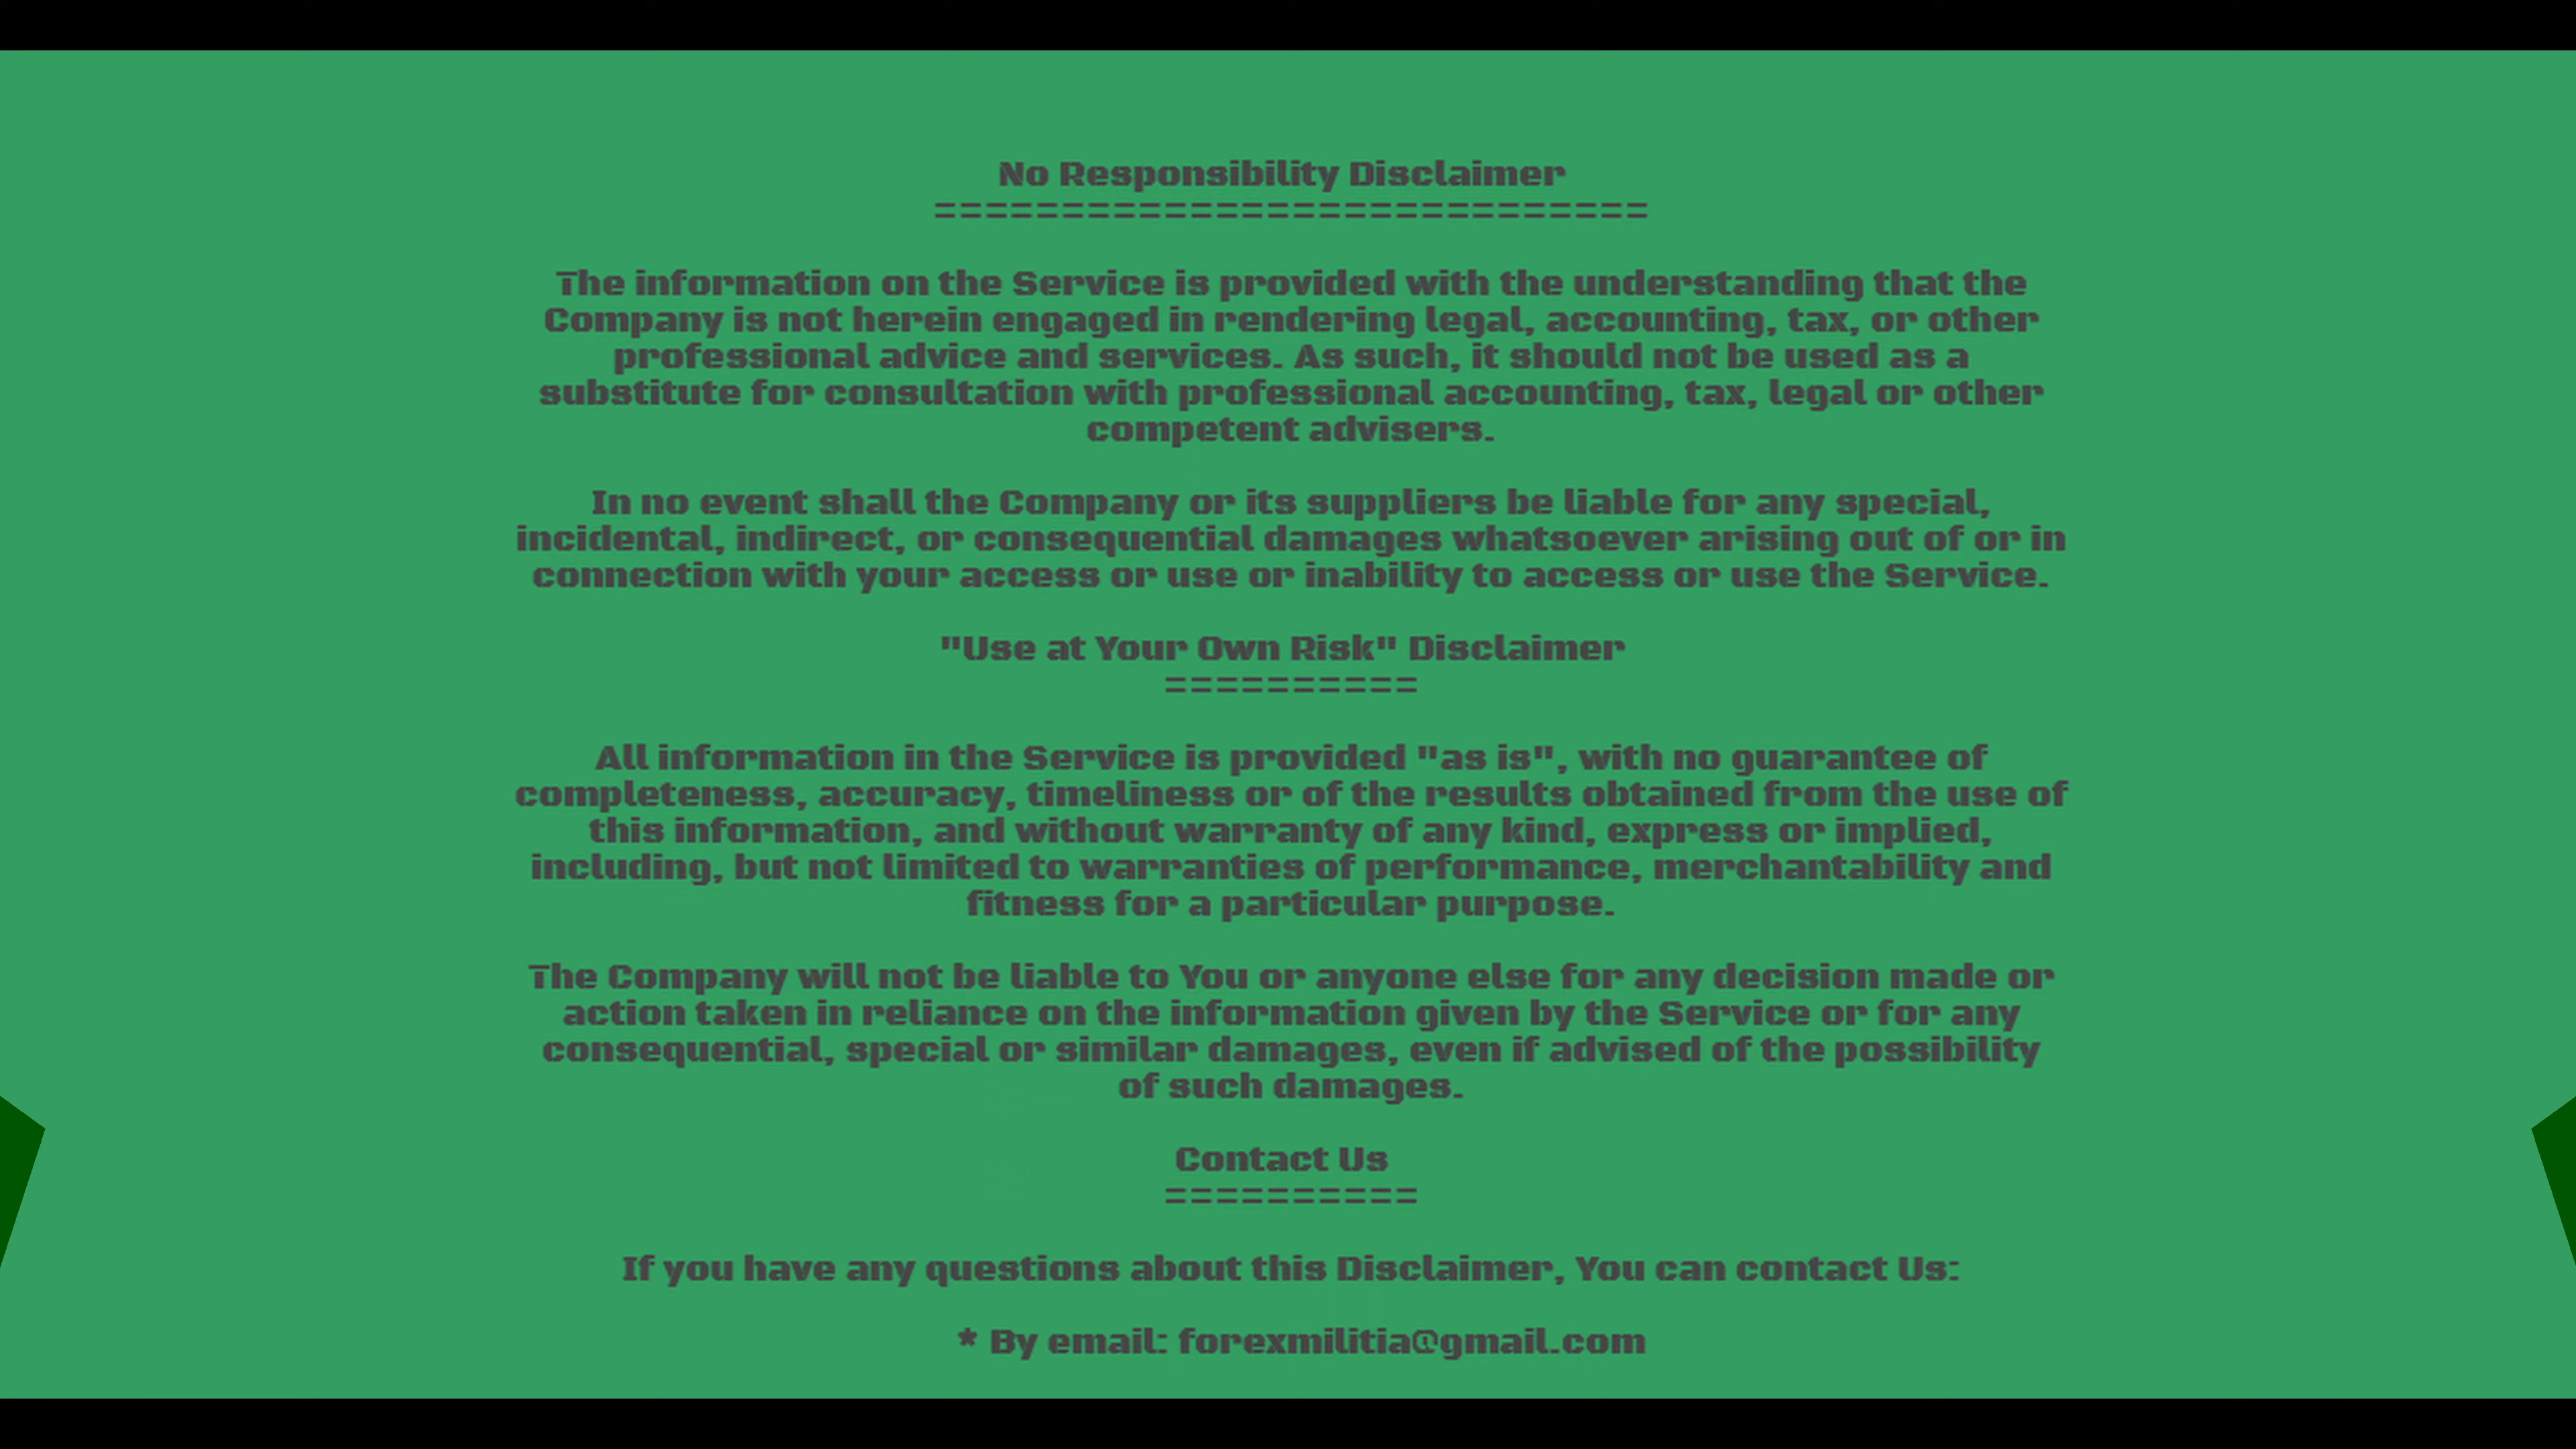 No Responsibility Disclaimer
============================
The information on the Service is provided with the understanding that the
Company is not herein engaged in rendering legal, accounting, tax, or other
professional advice and services. As such, it should not be used as a
substitute for consultation with professional accounting, tax, legal or other
competent advisers.
In no event shall the Company or its suppliers be liable for any special,
incidental, indirect, or consequential damages whatsoever arising out of or in
connection with your access or use or inability to access or use the Service.
"Use at Your Own Risk" Disclaimer
==========
All information in the Service is provided "as is", with no guarantee of
completeness, accuracy, timeliness or of the results obtained from the use of
this information, and without warranty of any kind, express or implied,
including, but not limited to warranties of performance, merchantability and
fitness for a particular purpose.
The Company will not be liable to You or anyone else for any decision made or
action taken in reliance on the information given by the Service or for any
consequential, special or similar damages, even if advised of the possibility
of such damages.
Contact Us
==========
If you have any questions about this Disclaimer, You can contact Us:
* By email: forexmilitia@gmail.com